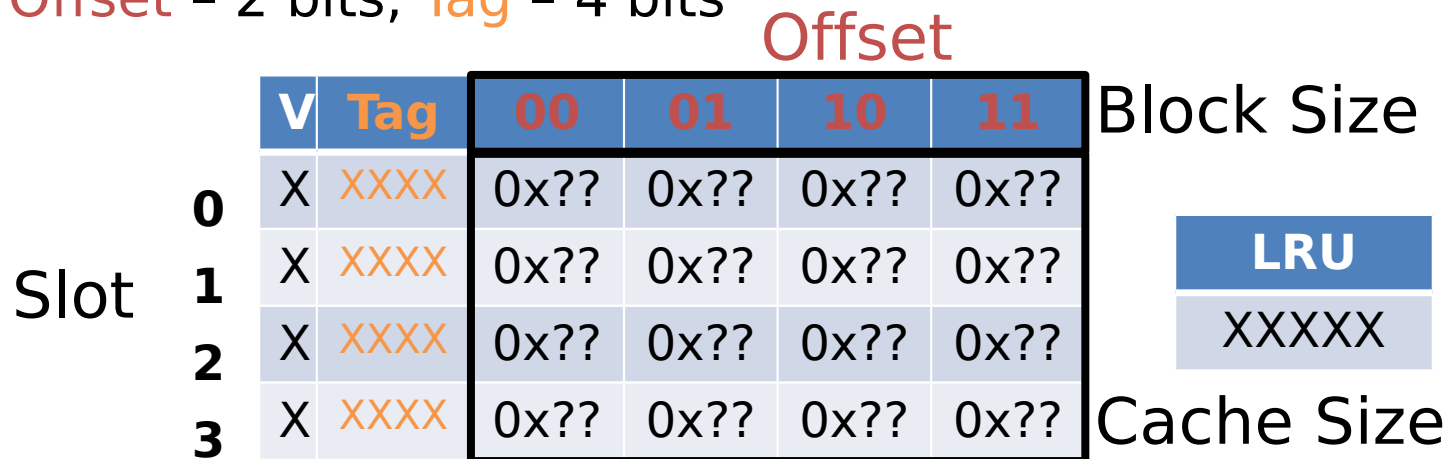 Offset – 2 bits, Tag – 4 bits
Offset
V Tag 00 01 10 11 Block Size
0 X XXXX 0x?? 0x?? 0x?? 0x??
LRU
Slot 1 X XXXX 0x?? 0x?? 0x?? 0x??
XXXXX
2 X XXXX 0x?? 0x?? 0x?? 0x??
3 X XXXX 0x?? 0x?? 0x?? 0x?? Cache Size